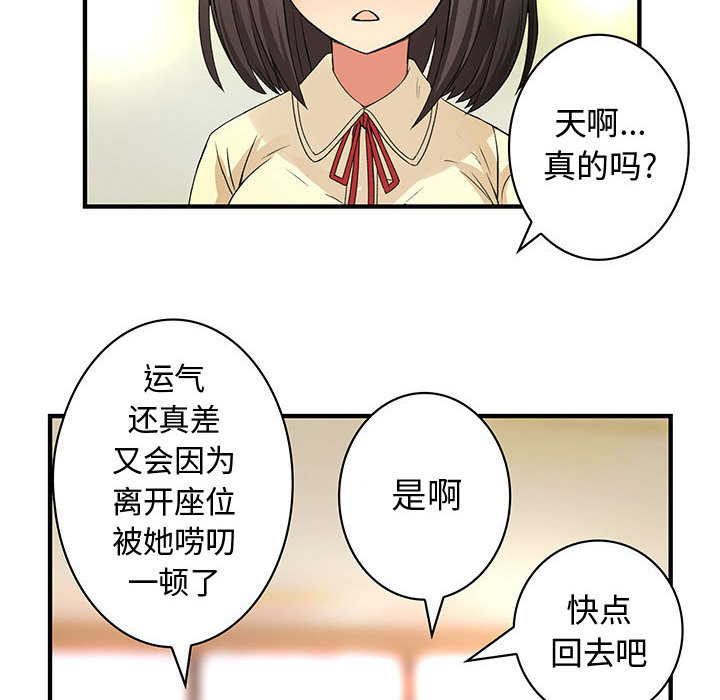 天啊...
真的吗?
运气
还真差
又会因为
离开座位
被她唠叨
一顿了
是啊
快点
回去吧